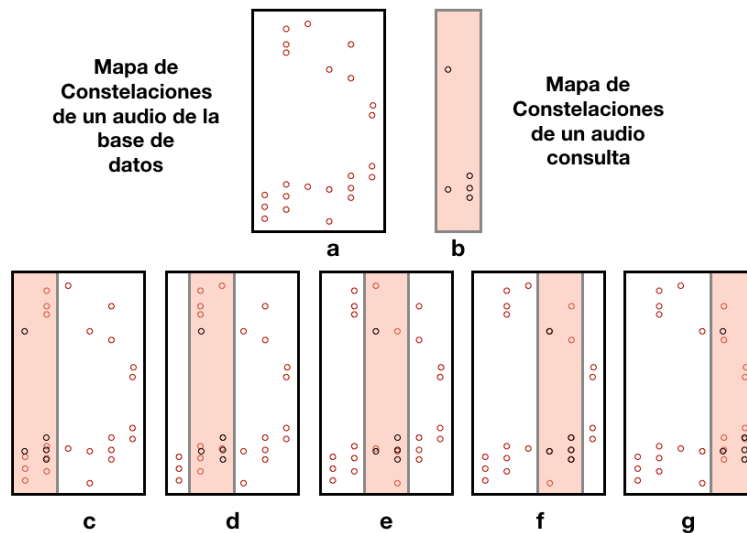 Mapa de
Constelaciones
de un audio de la
base de
datos
Mapa de
Constelaciones
de un audio
consulta
a
b
c
d
e
f
g